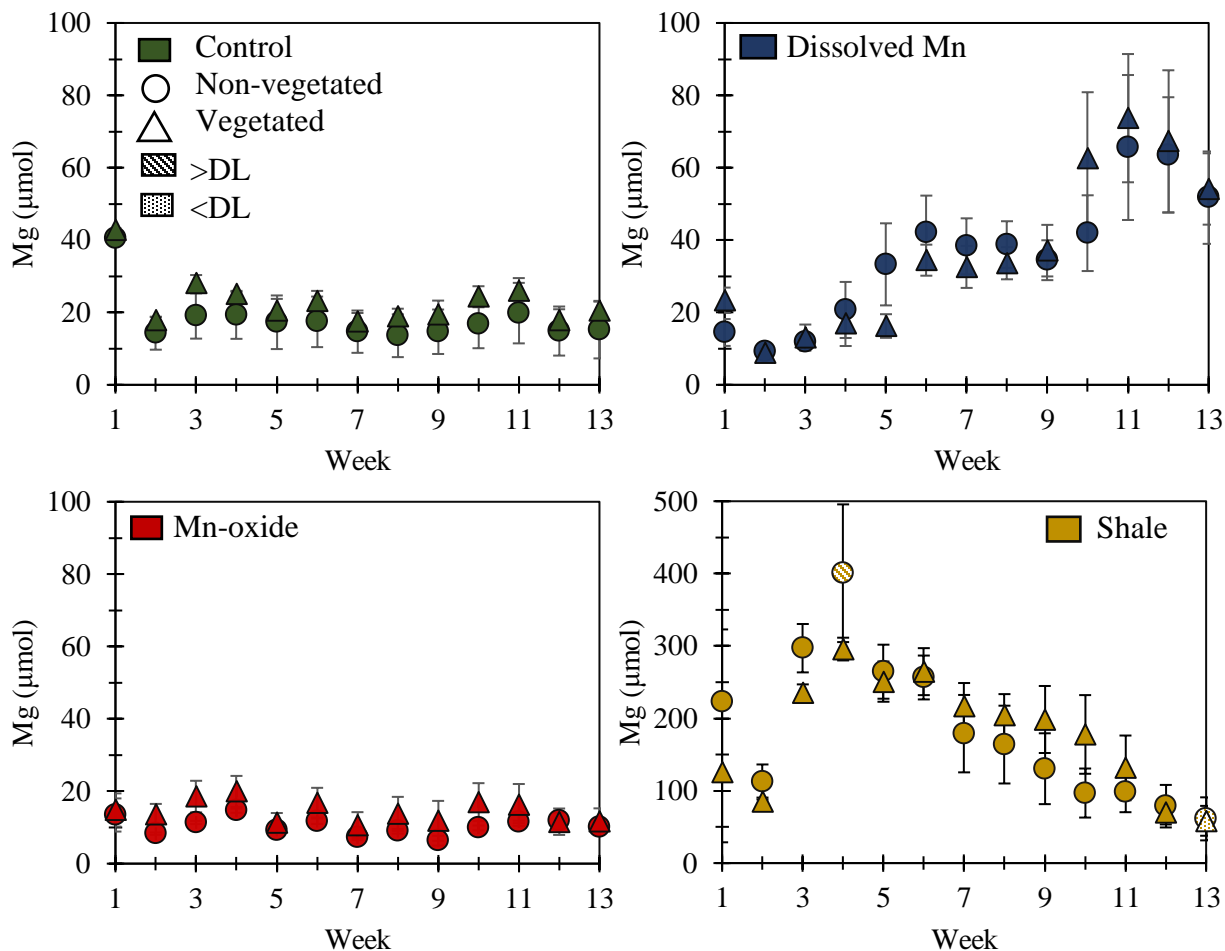 100
80
60
40
20
0
Mg (µmol)
Control
Non-vegetated
Vegetated
>DL
<DL
1 3 5 7 9 11 13
Week
100
80
60
40
20
0
Mg (µmol)
Dissolved Mn
1 3 5 7 9 11 13
Week
100
80
60
40
20
0
Mg (µmol)
Mn-oxide
1 3 5 7 9 11 13
Week
500
400
300
200
100
0
Mg (µmol)
Shale
1 3 5 7 9 11 13
Week